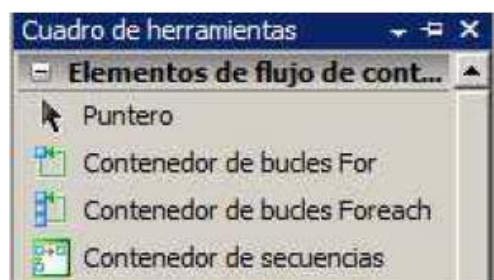 Cuadro de herramientas
Elementos de flujo de cont...
Puntero
Contenedor de bucles For
Contenedor de bucles Foreach
Contenedor de secuencias